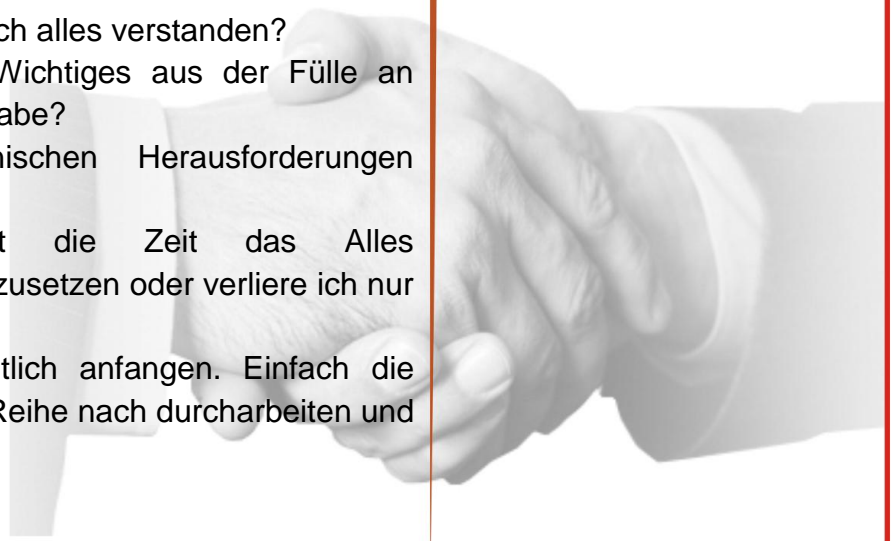 ch alles verstanden?
Wichtiges aus der Fülle an
abe?
nischen Herausforderungen
t die Zeit das Alles
zusetzen oder verliere ich nur
tlich anfangen. Einfach die
Reihe nach durcharbeiten und